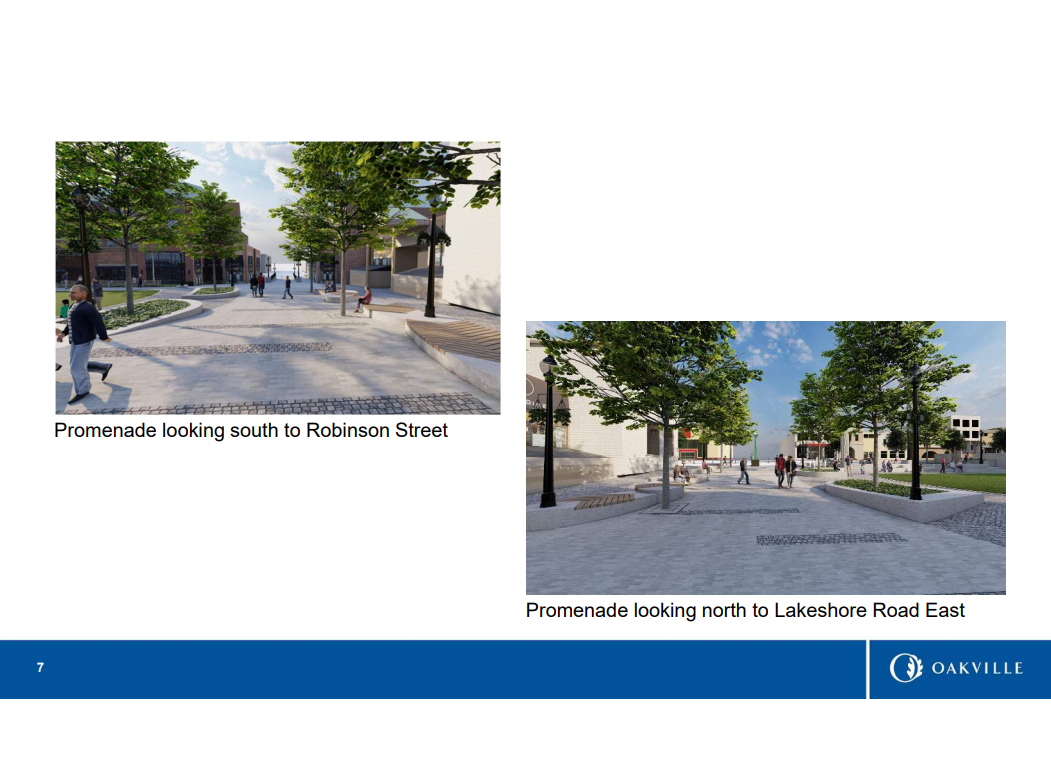 Promenade looking south to Robinson Street
Promenade looking north to Lakeshore Road East
7
OAKVILLE